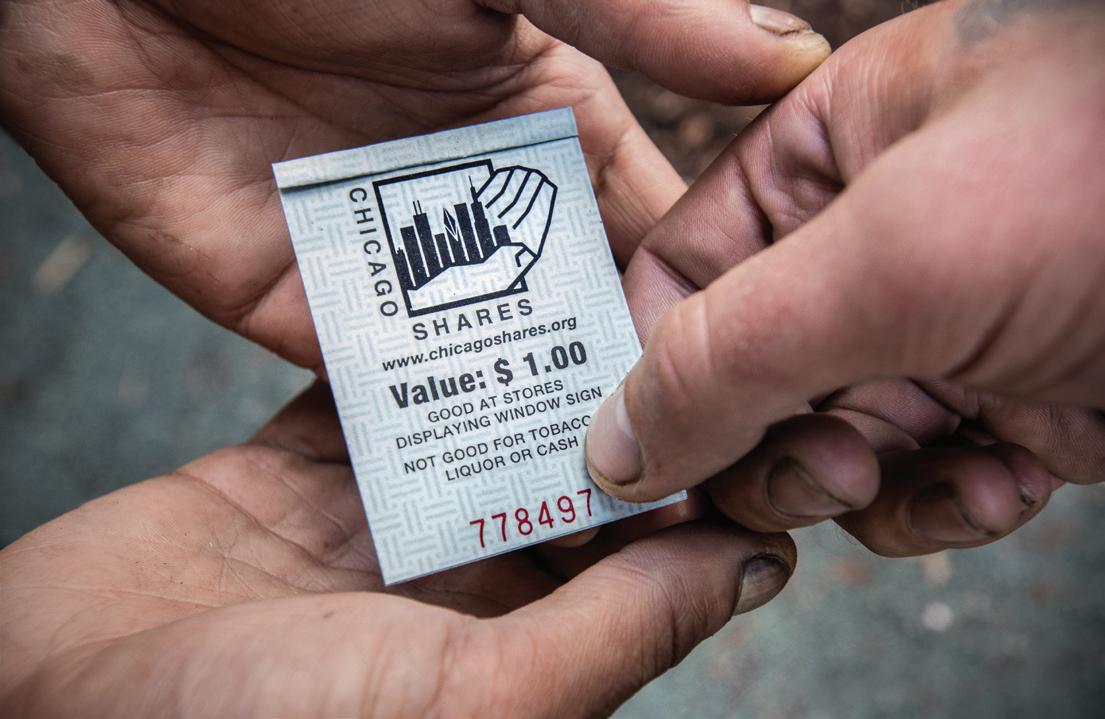 CHICAGO
SHARES
www.chicagoshares.org
Value: $ 1.00
GOOD AT STORES
DISPLAYING WINDOW SIGN
NOT GOOD FOR TOBACCO
LIQUOR OR CASH
778497